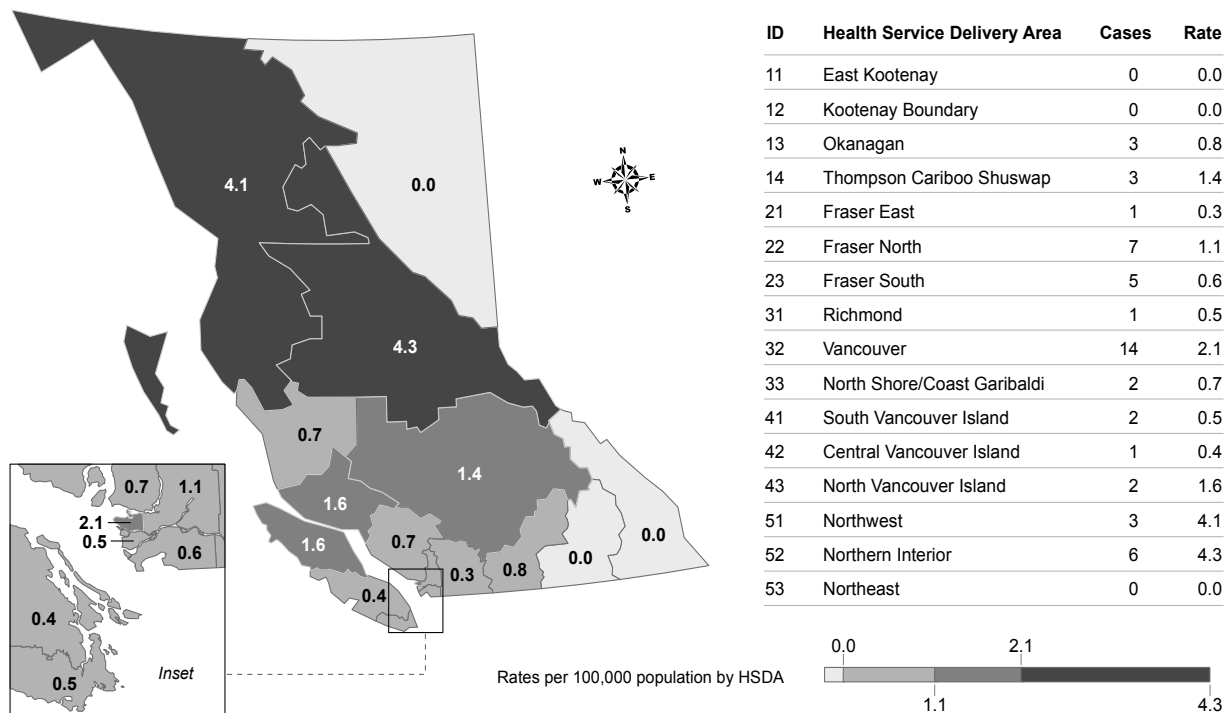 ID Health Service Delivery Area Cases Rate
11 East Kootenay 0 0.0
12 Kootenay Boundary 0 0.0
13 Okanagan 3 0.8
14 Thompson Cariboo Shuswap 3 1.4
21 Fraser East 1 0.3
22 Fraser North 7 1.1
23 Fraser South 5 0.6
31 Richmond 1 0.5
32 Vancouver 14 2.1
33 North Shore/Coast Garibaldi 2 0.7
41 South Vancouver Island 2 0.5
42 Central Vancouver Island 1 0.4
43 North Vancouver Island 2 1.6
51 Northwest 3 4.1
52 Northern Interior 6 4.3
53 Northeast 0 0.0
N
W E
S
4.1
0.0
4.3
0.7
1.4
1.6
1.6
0.7
0.3
0.8
0.0
0.0
0.4
0.7
1.1
2.1
0.5
0.6
0.4
0.5
Inset
Rates per 100,000 population by HSDA
0.0 2.1
1.1 4.3